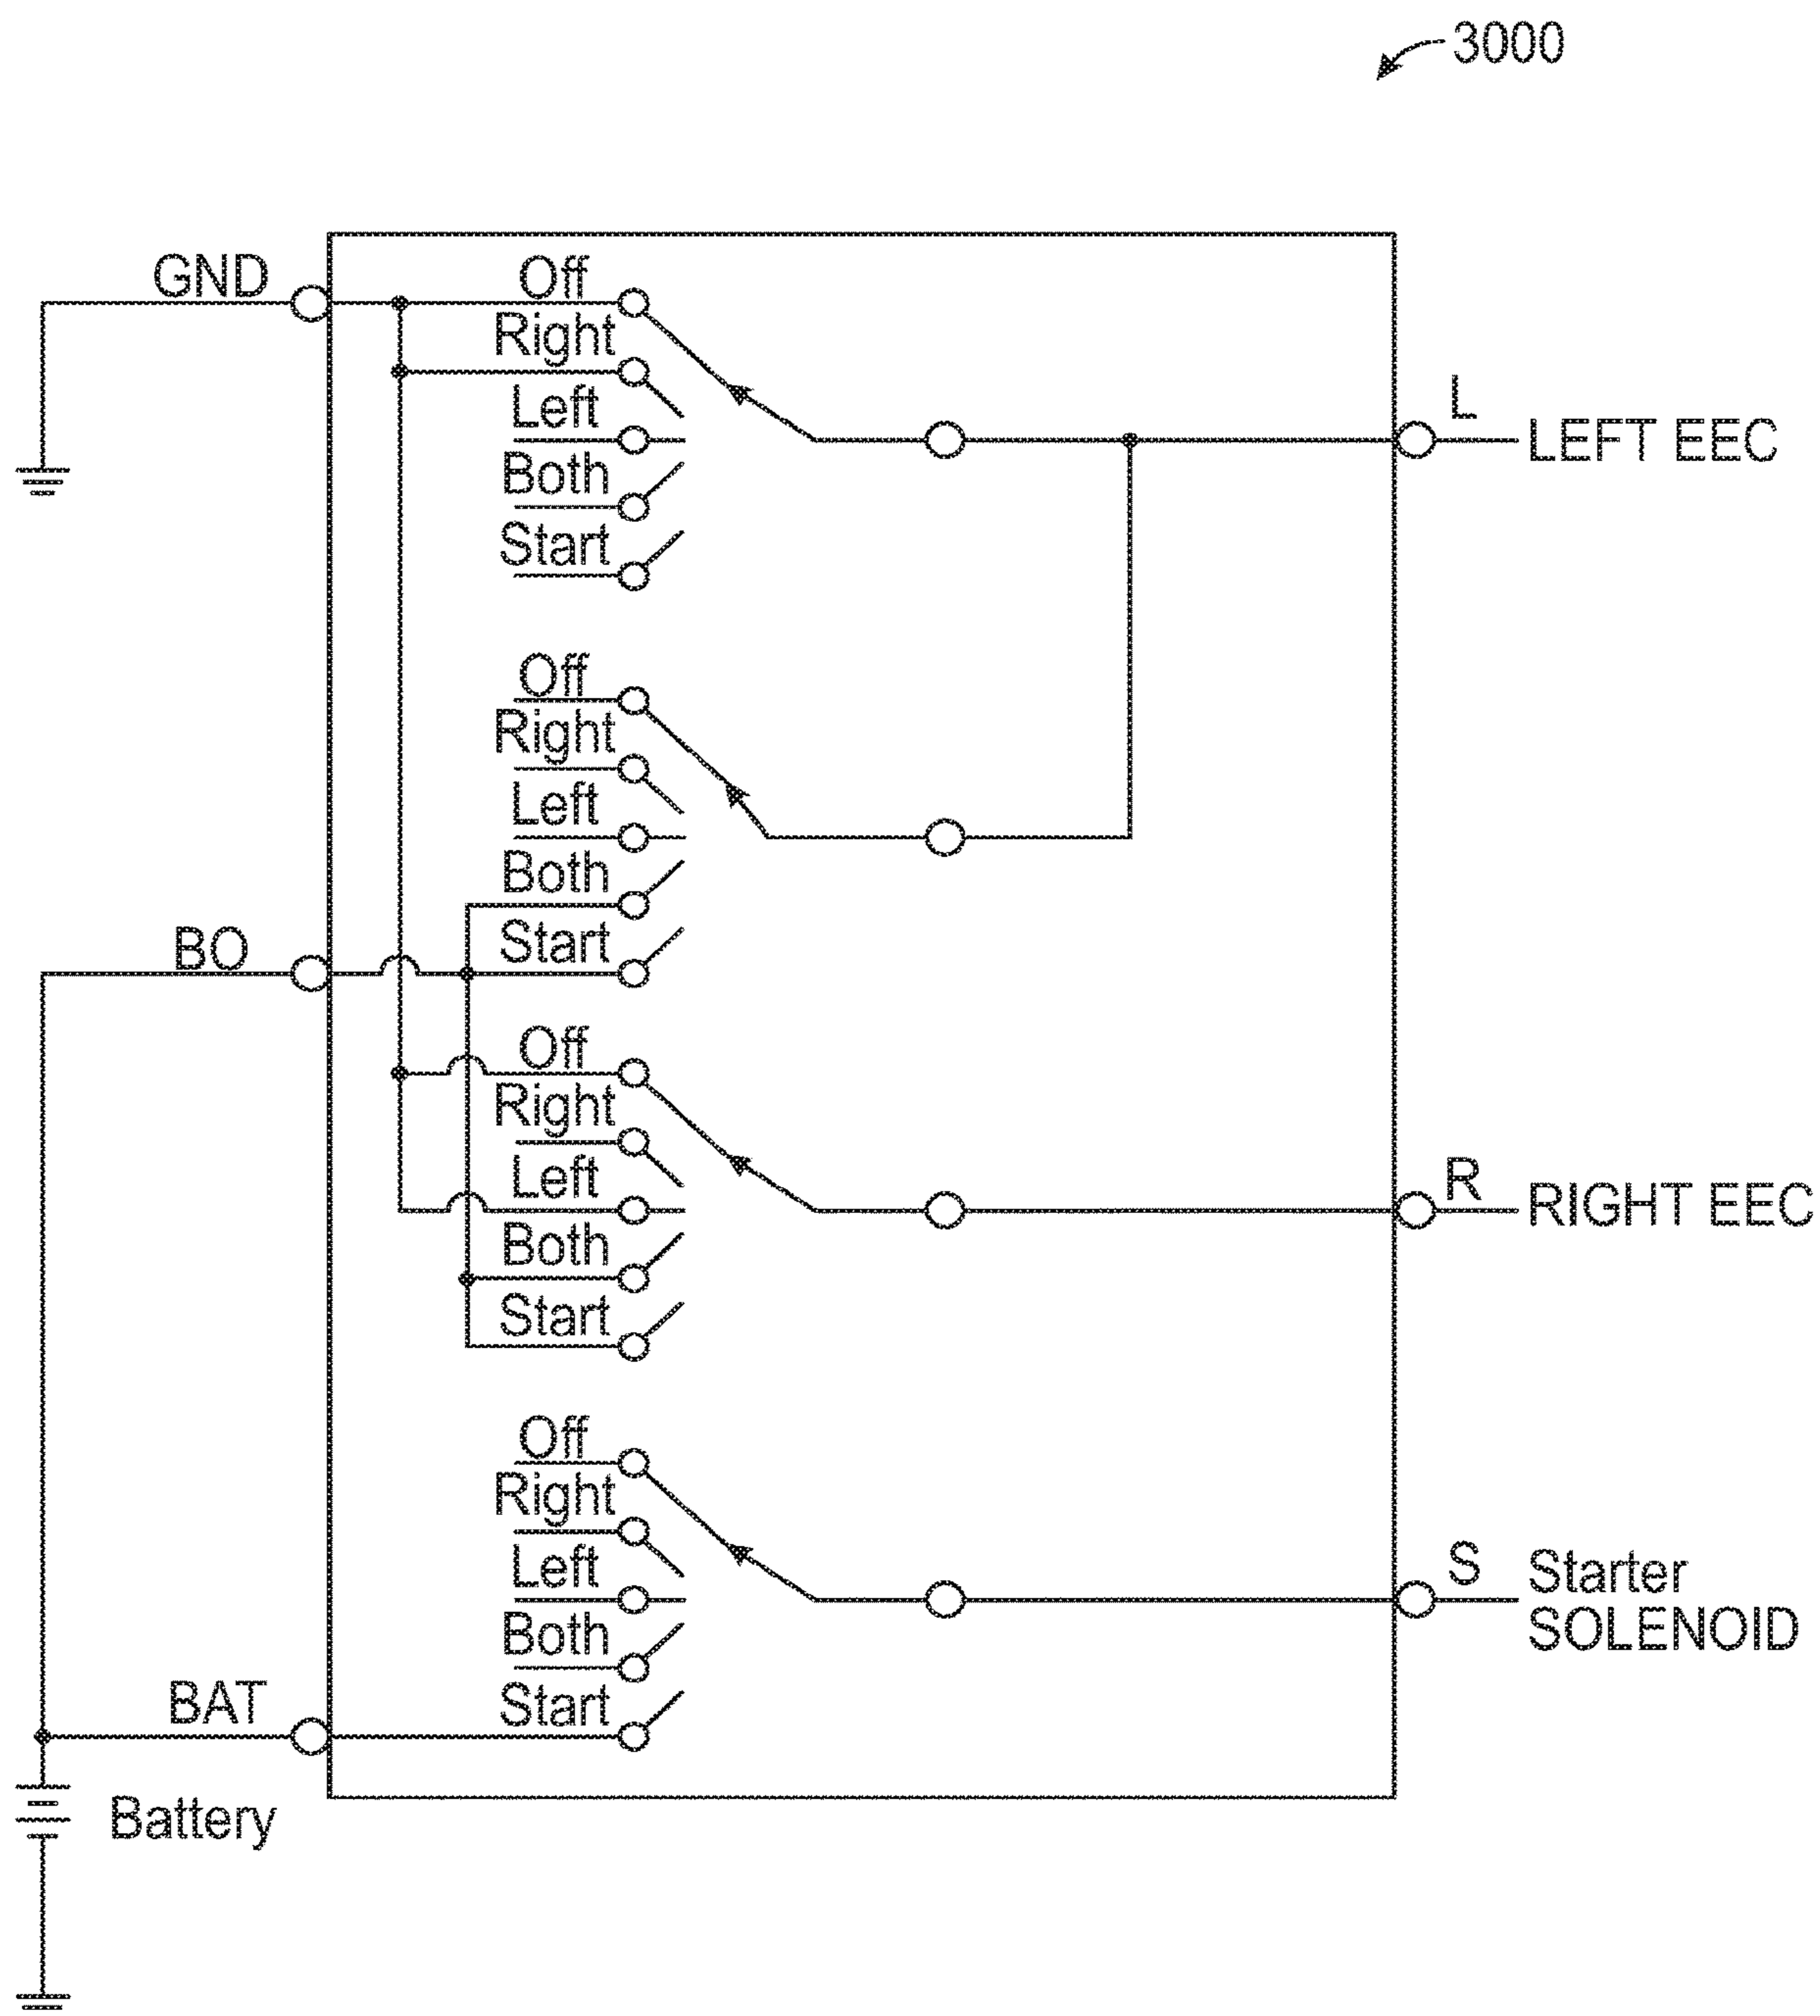 3000
GND
Off
Right
Left
Both
Start
L
LEFT EEC
Off
Right
Left
Both
Start
BO
Off
Right
Left
Both
Start
R
RIGHT EEC
Off
Right
Left
Both
Start
S
Starter
SOLENOID
BAT
Battery